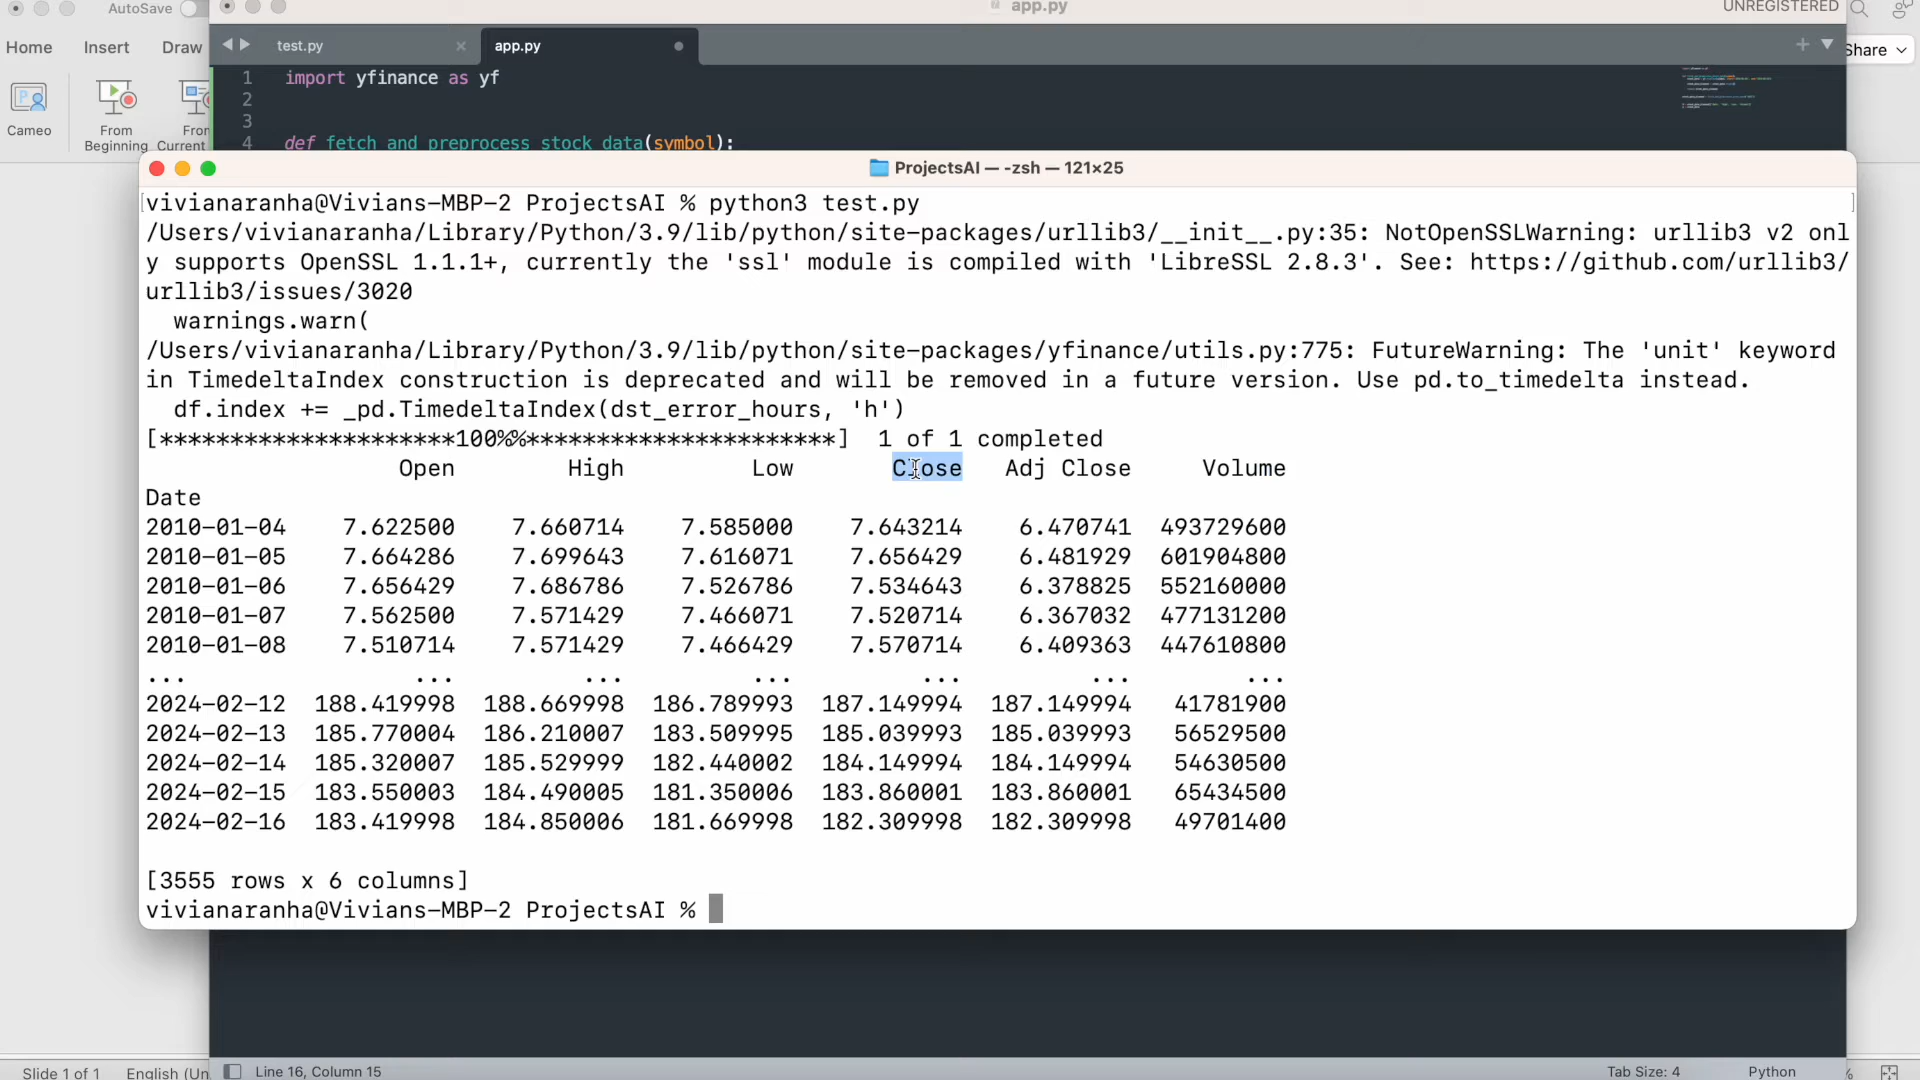 AutoSave
app.py
UNREGISTERED
Home Insert Draw
test.py
app.py
Share
1 import yfinance as yf
2
3
4 def fetch_and_preprocess_stock_data(symbol):
Cameo
From
Beginning
From
Current
ProjectsAI — -zsh — 121×25
vivianaranha@Vivians-MBP-2 ProjectsAI % python3 test.py
/Users/vivianaranha/Library/Python/3.9/lib/python/site-packages/urllib3/__init__.py:35: NotOpenSSLWarning: urllib3 v2 onl
y supports OpenSSL 1.1.1+, currently the 'ssl' module is compiled with 'LibreSSL 2.8.3'. See: https://github.com/urllib3/
urllib3/issues/3020
warnings.warn(
/Users/vivianaranha/Library/Python/3.9/lib/python/site-packages/yfinance/utils.py:775: FutureWarning: The 'unit' keyword
in TimedeltaIndex construction is deprecated and will be removed in a future version. Use pd.to_timedelta instead.
df.index += _pd.TimedeltaIndex(dst_error_hours, 'h')
[*********************100%%**********************] 1 of 1 completed
Open High Low Close Adj Close Volume
Date
2010-01-04 7.622500 7.660714 7.585000 7.643214 6.470741 493729600
2010-01-05 7.664286 7.699643 7.616071 7.656429 6.481929 601904800
2010-01-06 7.656429 7.686786 7.526786 7.534643 6.378825 552160000
2010-01-07 7.562500 7.571429 7.466071 7.520714 6.367032 477131200
2010-01-08 7.510714 7.571429 7.466429 7.570714 6.409363 447610800
... ... ... ... ... ... ...
2024-02-12 188.419998 188.669998 186.789993 187.149994 187.149994 41781900
2024-02-13 185.770004 186.210007 183.509995 185.039993 185.039993 56529500
2024-02-14 185.320007 185.529999 182.440002 184.149994 184.149994 54630500
2024-02-15 183.550003 184.490005 181.350006 183.860001 183.860001 65434500
2024-02-16 183.419998 184.850006 181.669998 182.309998 182.309998 49701400
[3555 rows x 6 columns]
vivianaranha@Vivians-MBP-2 ProjectsAI %
Slide 1 of 1 English (Un
Line 16, Column 15
Tab Size: 4
Python
%